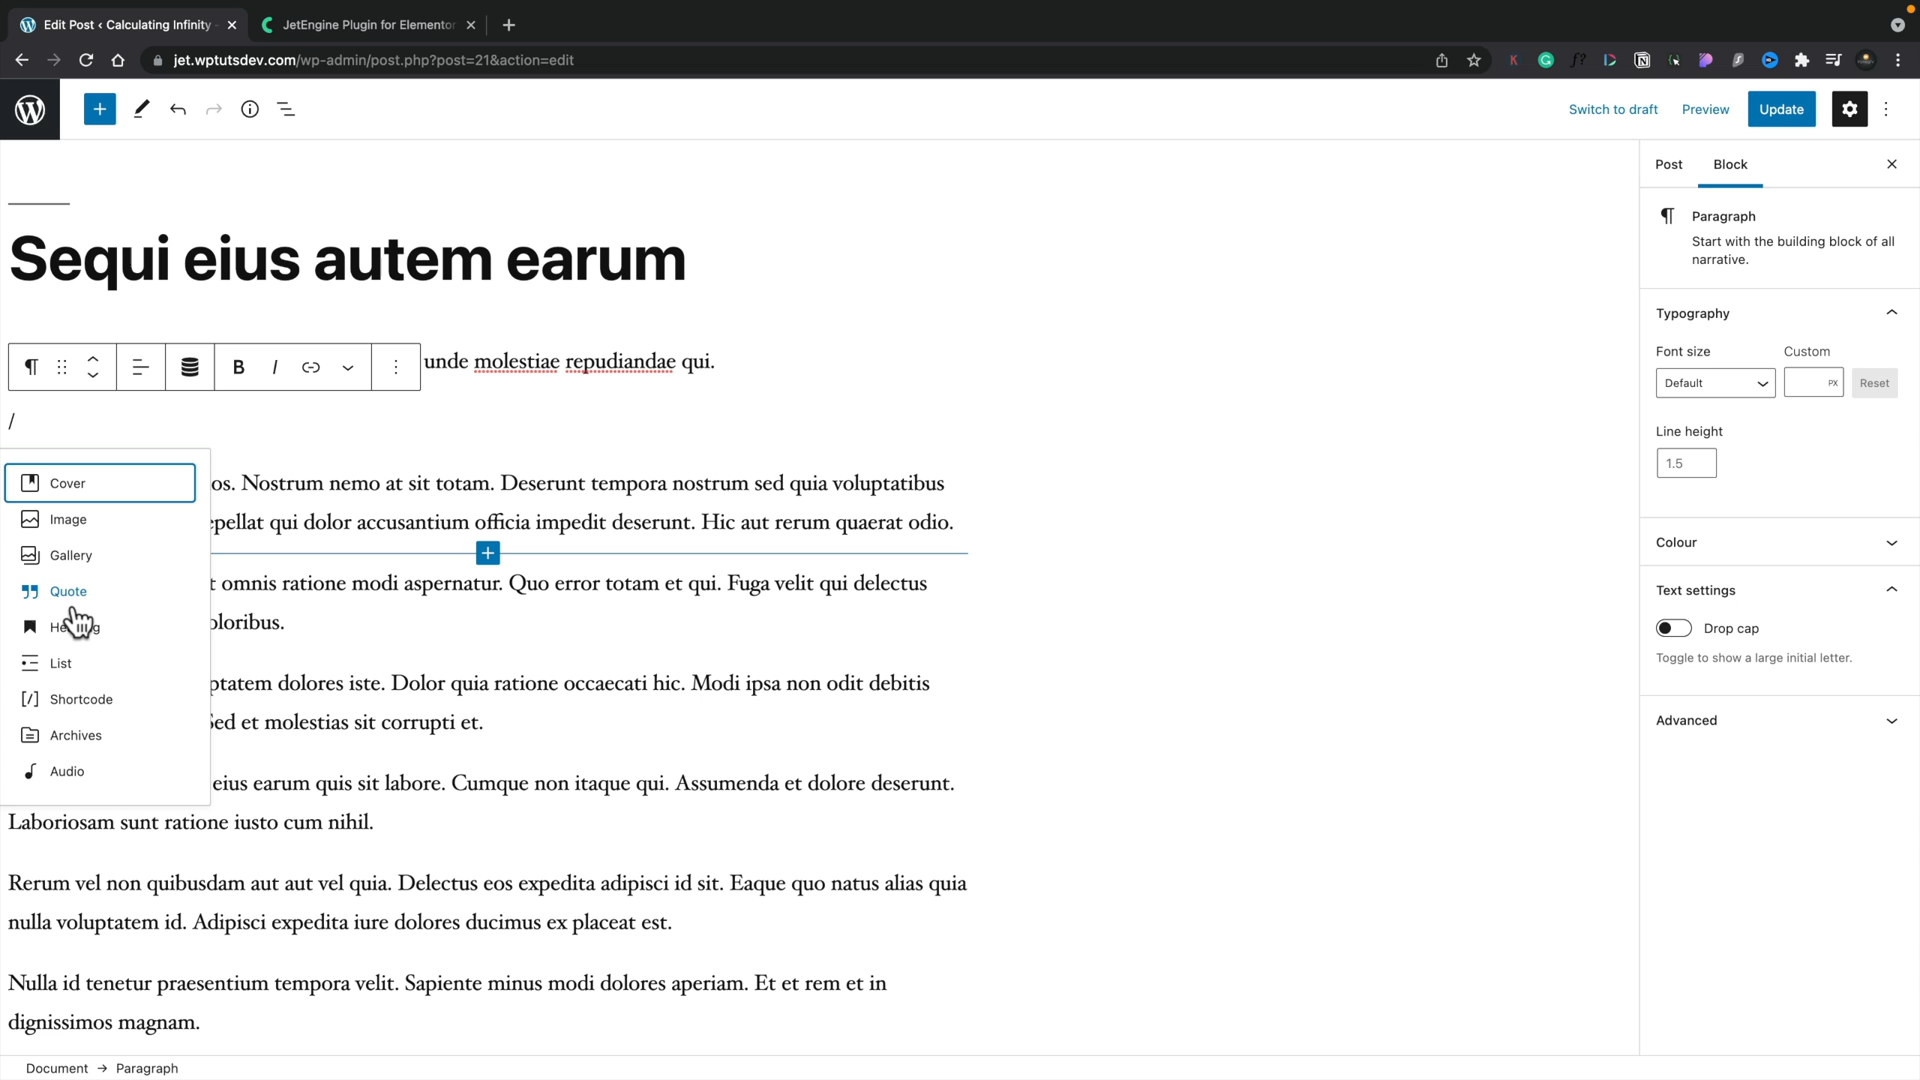 Edit Post ‹ Calculating Infinity -
JetEngine Plugin for Elementor
jet.wptutsdev.com/wp-admin/post.php?post=21&action=edit
Switch to draft
Preview
Update
Post
Block
Paragraph
Start with the building block of all
narrative.
Typography
Font size
Custom
Default
PX
Reset
Line height
1.5
Colour
Text settings
Drop cap
Toggle to show a large initial letter.
Advanced
Sequi eius autem earum
B I
unde molestiae repudiandae qui.
/
Cover
Image
Gallery
Quote
List
Shortcode
Archives
Audio
os. Nostrum nemo at sit totam. Deserunt tempora nostrum sed quia voluptatibus
epellat qui dolor accusantium officia impedit deserunt. Hic aut rerum quaerat odio.
t omnis ratione modi aspernatur. Quo error totam et qui. Fuga velit qui delectus
oloribus.
ptatem dolores iste. Dolor quia ratione occaecati hic. Modi ipsa non odit debitis
Sed et molestias sit corrupti et.
eius earum quis sit labore. Cumque non itaque qui. Assumenda et dolore deserunt.
Laboriosam sunt ratione iusto cum nihil.
Rerum vel non quibusdam aut aut vel quia. Delectus eos expedita adipisci id sit. Eaque quo natus alias quia
nulla voluptatem id. Adipisci expedita iure dolores ducimus ex placeat est.
Nulla id tenetur praesentium tempora velit. Sapiente minus modi dolores aperiam. Et et rem et in
dignissimos magnam.
Document → Paragraph